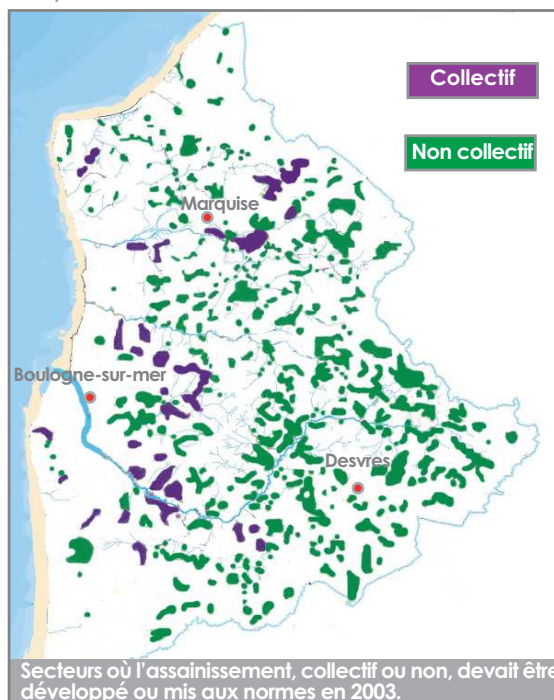 Collectif
Non collectif
Marquise
Boulogne-sur-mer
Desvres
Secteurs où l'assainissement, collectif ou non, devait être
développé ou mis aux normes en 2003.